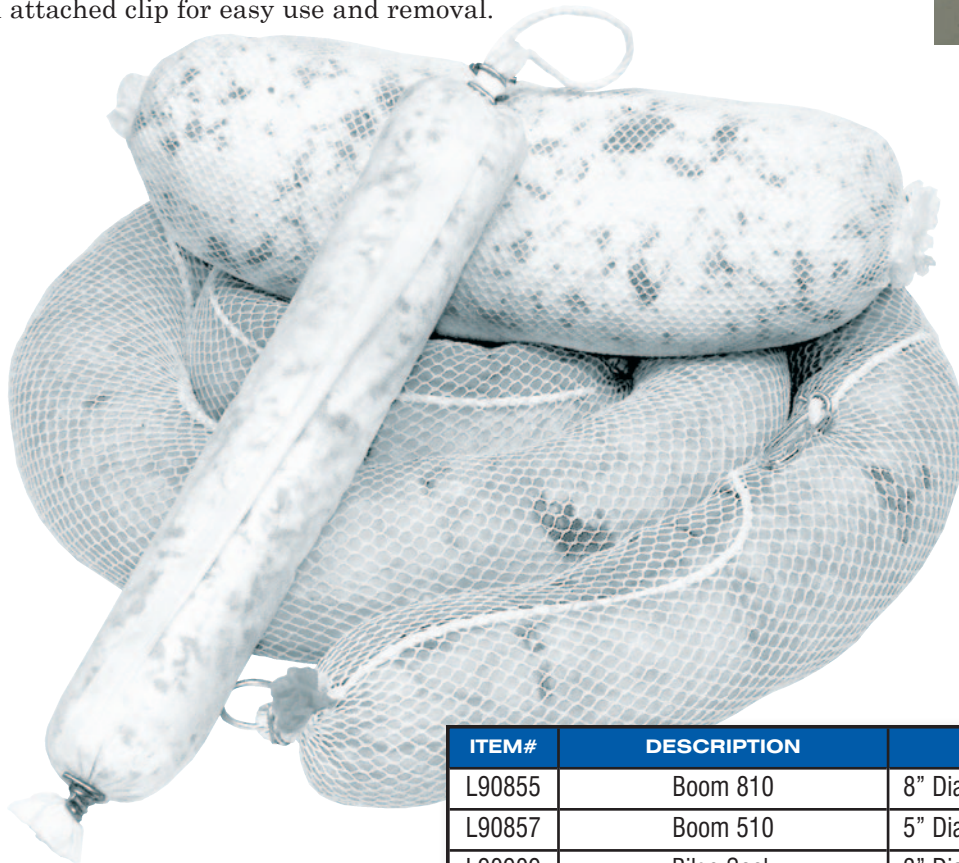 attached clip for easy use and removal.
ITEM# DESCRIPTION
L90855 Boom 810 8” Dia
L90857 Boom 510 5” Dia